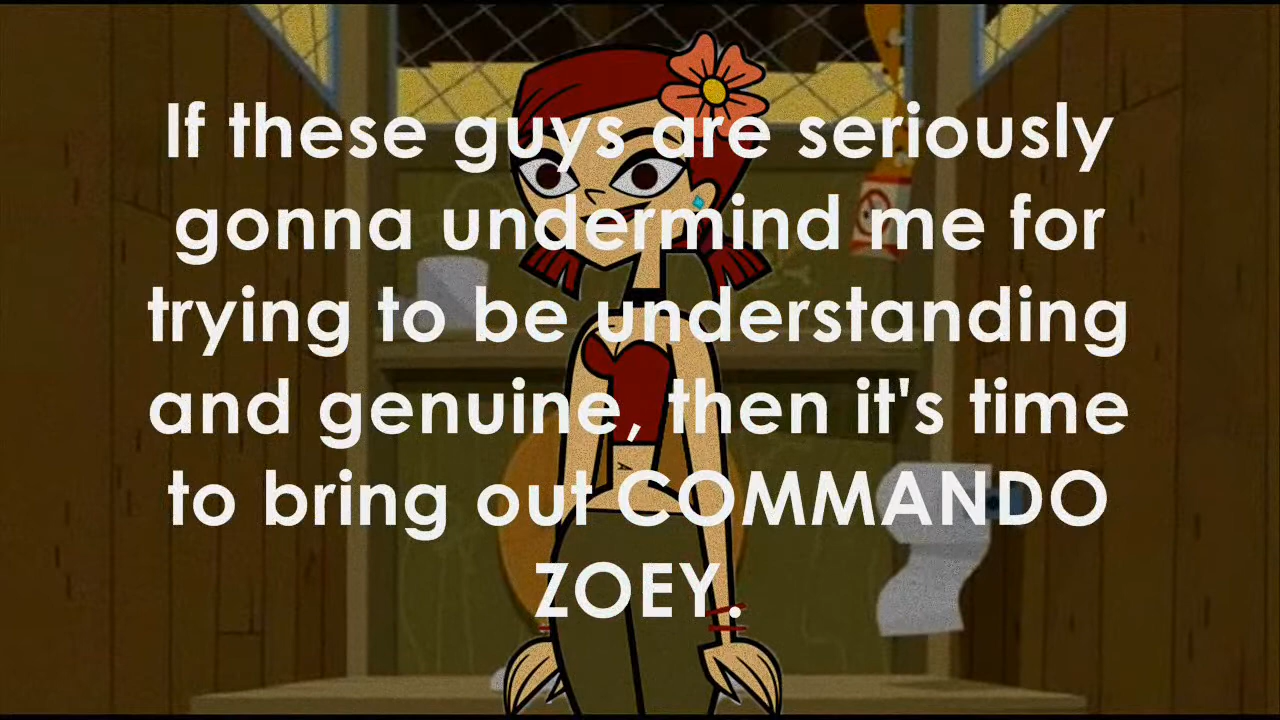 If these guys are seriously
gonna undermind me for
trying to be understanding
and genuine, then it's time
to bring out COMMANDO
ZOEY.